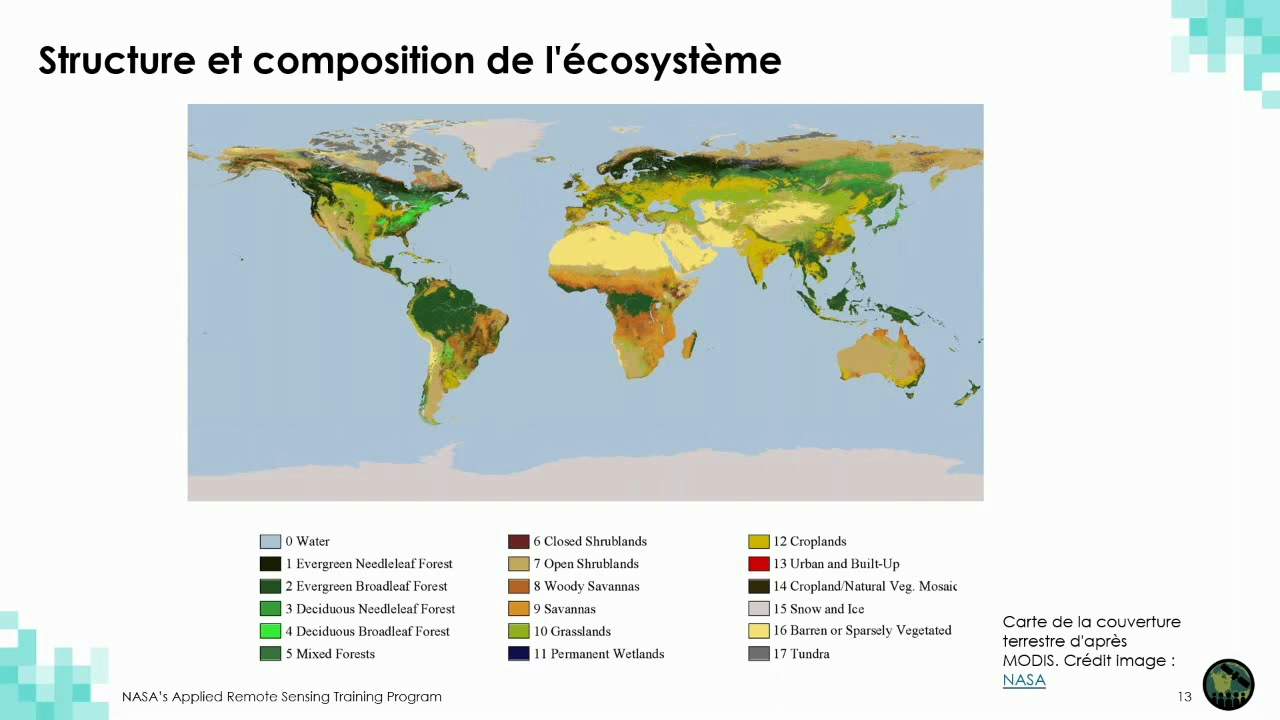 Structure et composition de l'écosystème
0 Water
1 Evergreen Needleleaf Forest
2 Evergreen Broadleaf Forest
3 Deciduous Needleleaf Forest
4 Deciduous Broadleaf Forest
5 Mixed Forests
6 Closed Shrublands
7 Open Shrublands
8 Woody Savannas
9 Savannas
10 Grasslands
11 Permanent Wetlands
12 Croplands
13 Urban and Built-Up
14 Cropland/Natural Veg. Mosaic
15 Snow and Ice
16 Barren or Sparsely Vegetated
17 Tundra
Carte de la couverture
terrestre d'après
MODIS. Crédit image :
NASA
NASA's Applied Remote Sensing Training Program
13